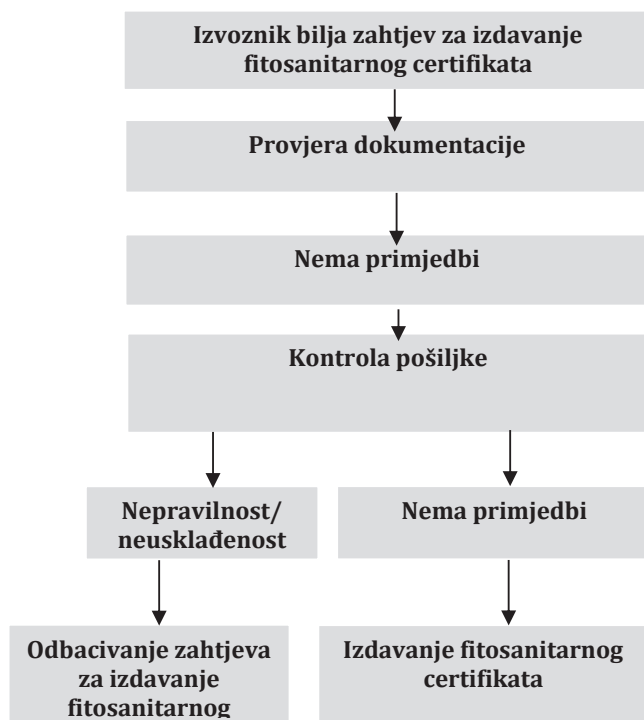 Izvoznik bilja zahtjev za izdavanje
fitosanitarnog certifikata
Provjera dokumentacije
Nema primjedbi
Kontrola pošiljke
Nepravilnost/
neusklađenost
Nema primjedbi
Odbacivanje zahtjeva
za izdavanje
fitosanitarnog
Izdavanje fitosanitarnog
certifikata